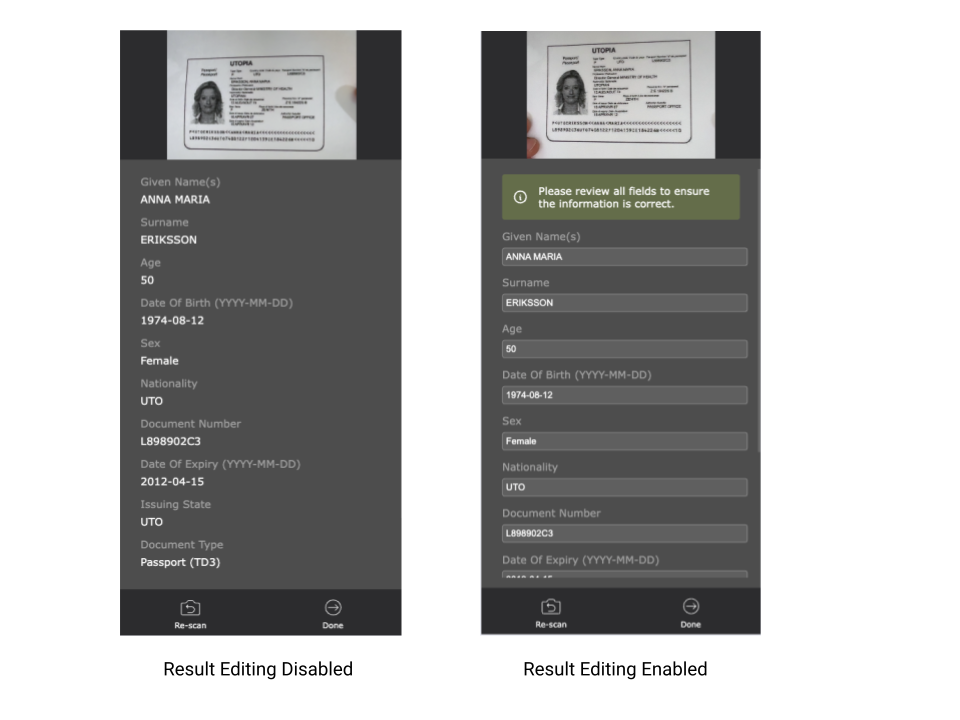 UTOPIA
Given Name(s)
ANNA MARIA
Surname
ERIKSSON
Age
50
Date Of Birth (YYYY-MM-DD)
1974-08-12
Sex
Female
Nationality
UTO
Document Number
L898902C3
Date Of Expiry (YYYY-MM-DD)
2012-04-15
Issuing State
UTO
Document Type
Passport (TD3)
Re-scan
Done
Result Editing Disabled
UTOPIA
Please review all fields to ensure
the information is correct.
Given Name(s)
ANNA MARIA
Surname
ERIKSSON
Age
50
Date Of Birth (YYYY-MM-DD)
1974-08-12
Sex
Female
Nationality
UTO
Document Number
L898902C3
Date Of Expiry (YYYY-MM-DD)
Re-scan
Done
Result Editing Enabled